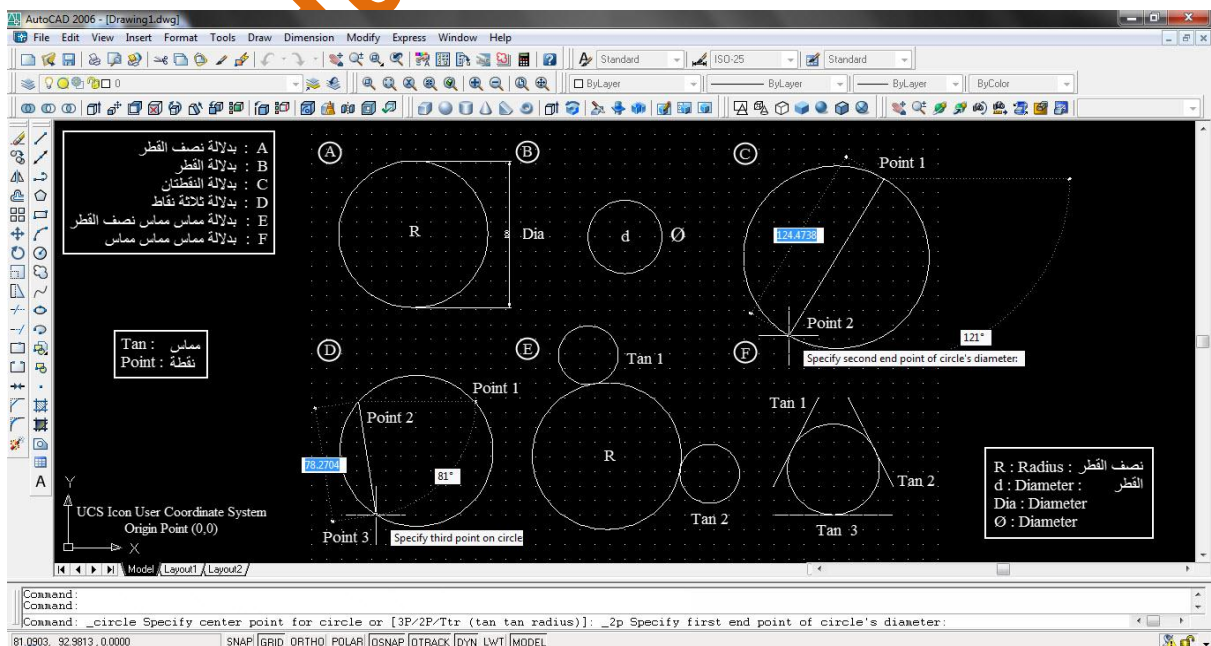 AutoCAD 2006 - [Drawing1.dwg]
File Edit View Insert Format Tools Draw Dimension Modify Express Window Help
Standard ISO-25 Standard
0 ByLayer ByLayer ByLayer ByColor
A : بدلالة نصف القطر
B : بدلالة القطر
C : بدلالة النقطتان
D : بدلالة ثلاثة نقاط
E : بدلالة مماس مماس نصف القطر
F : بدلالة مماس مماس مماس
A
R
B
Dia
d Ø
C
Point 1
124.4738
Point 2
121°
Specify second end point of circle's diameter:
Tan : مماس
Point : نقطة
D
Point 1
Point 2
78.2704
81°
Point 3
Specify third point on circle
E
Tan 1
R
Tan 2
F
Tan 1
Tan 2
Tan 3
R : Radius : نصف القطر
d : Diameter : القطر
Dia : Diameter
Ø : Diameter
Y
UCS Icon User Coordinate System
Origin Point (0,0)
X
Model Layout1 Layout2
Command:
Command:
Command: _circle Specify center point for circle or [3P/2P/Ttr (tan tan radius)]: _2p Specify first end point of circle's diameter:
81.0903, 92.9813, 0.0000 SNAP GRID ORTHO POLAR OSNAP OTRACK DYN LWT MODEL